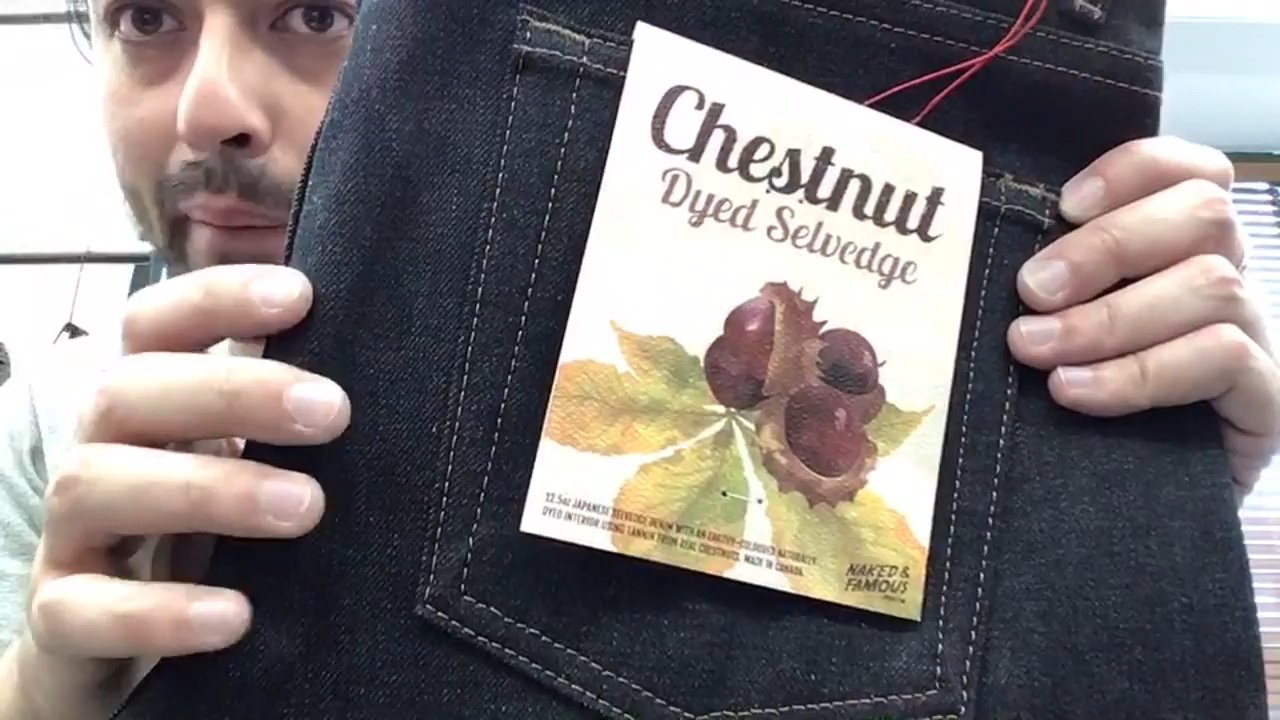 Chestnut
Dyed Selvedge
12.5oz JAPANESE SELVEDGE DENIM WITH AN EARTHY-COLOURED NATURALLY
DYED INTERIOR USING TANNIN FROM REAL CHESTNUTS. MADE IN CANADA.
NAKED &
FAMOUS